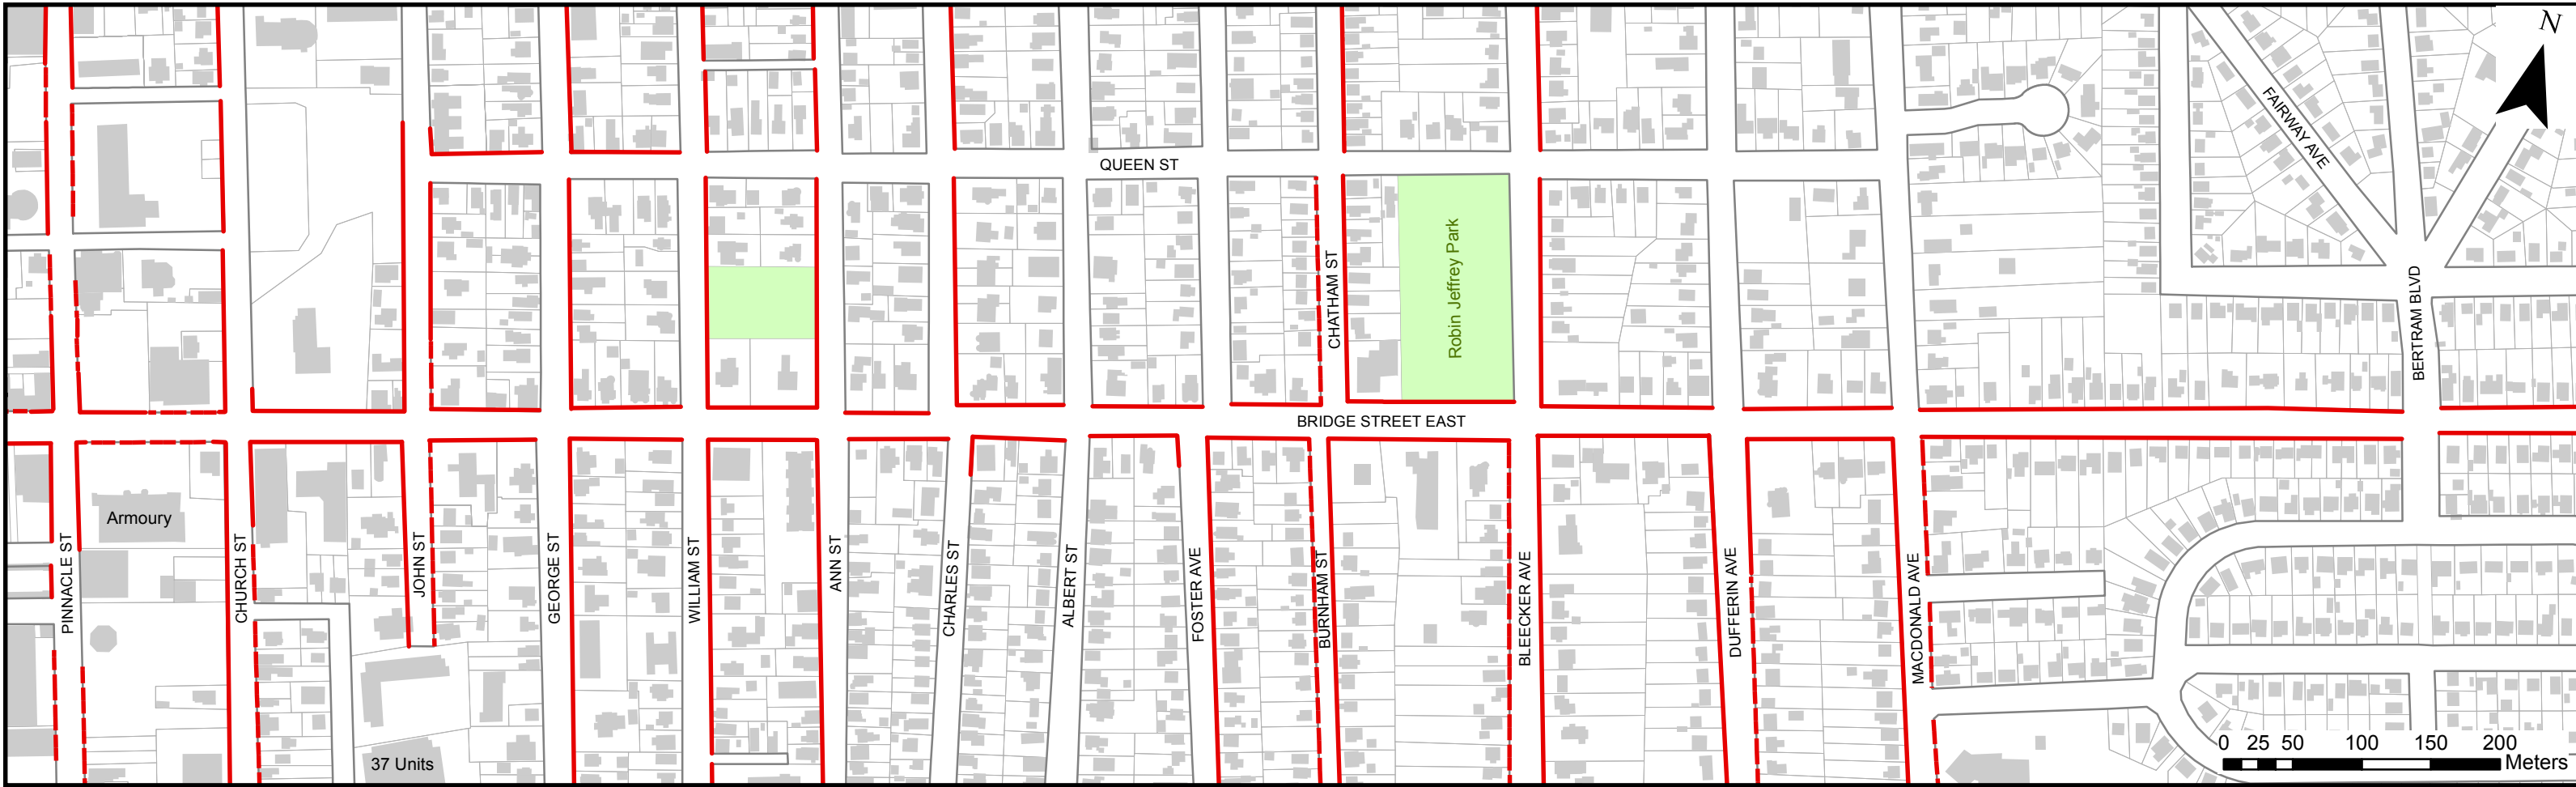 N
FAIRWAY AVE
QUEEN ST
Robin Jeffrey Park
CHATHAM ST
BERTRAM BLVD
BRIDGE STREET EAST
Armoury
PINNACLE ST
CHURCH ST
JOHN ST
GEORGE ST
WILLIAM ST
ANN ST
CHARLES ST
ALBERT ST
FOSTER AVE
BURNHAM ST
BLEECKER AVE
DUFFERIN AVE
MACDONALD AVE
37 Units
0 25 50 100 150 200
Meters